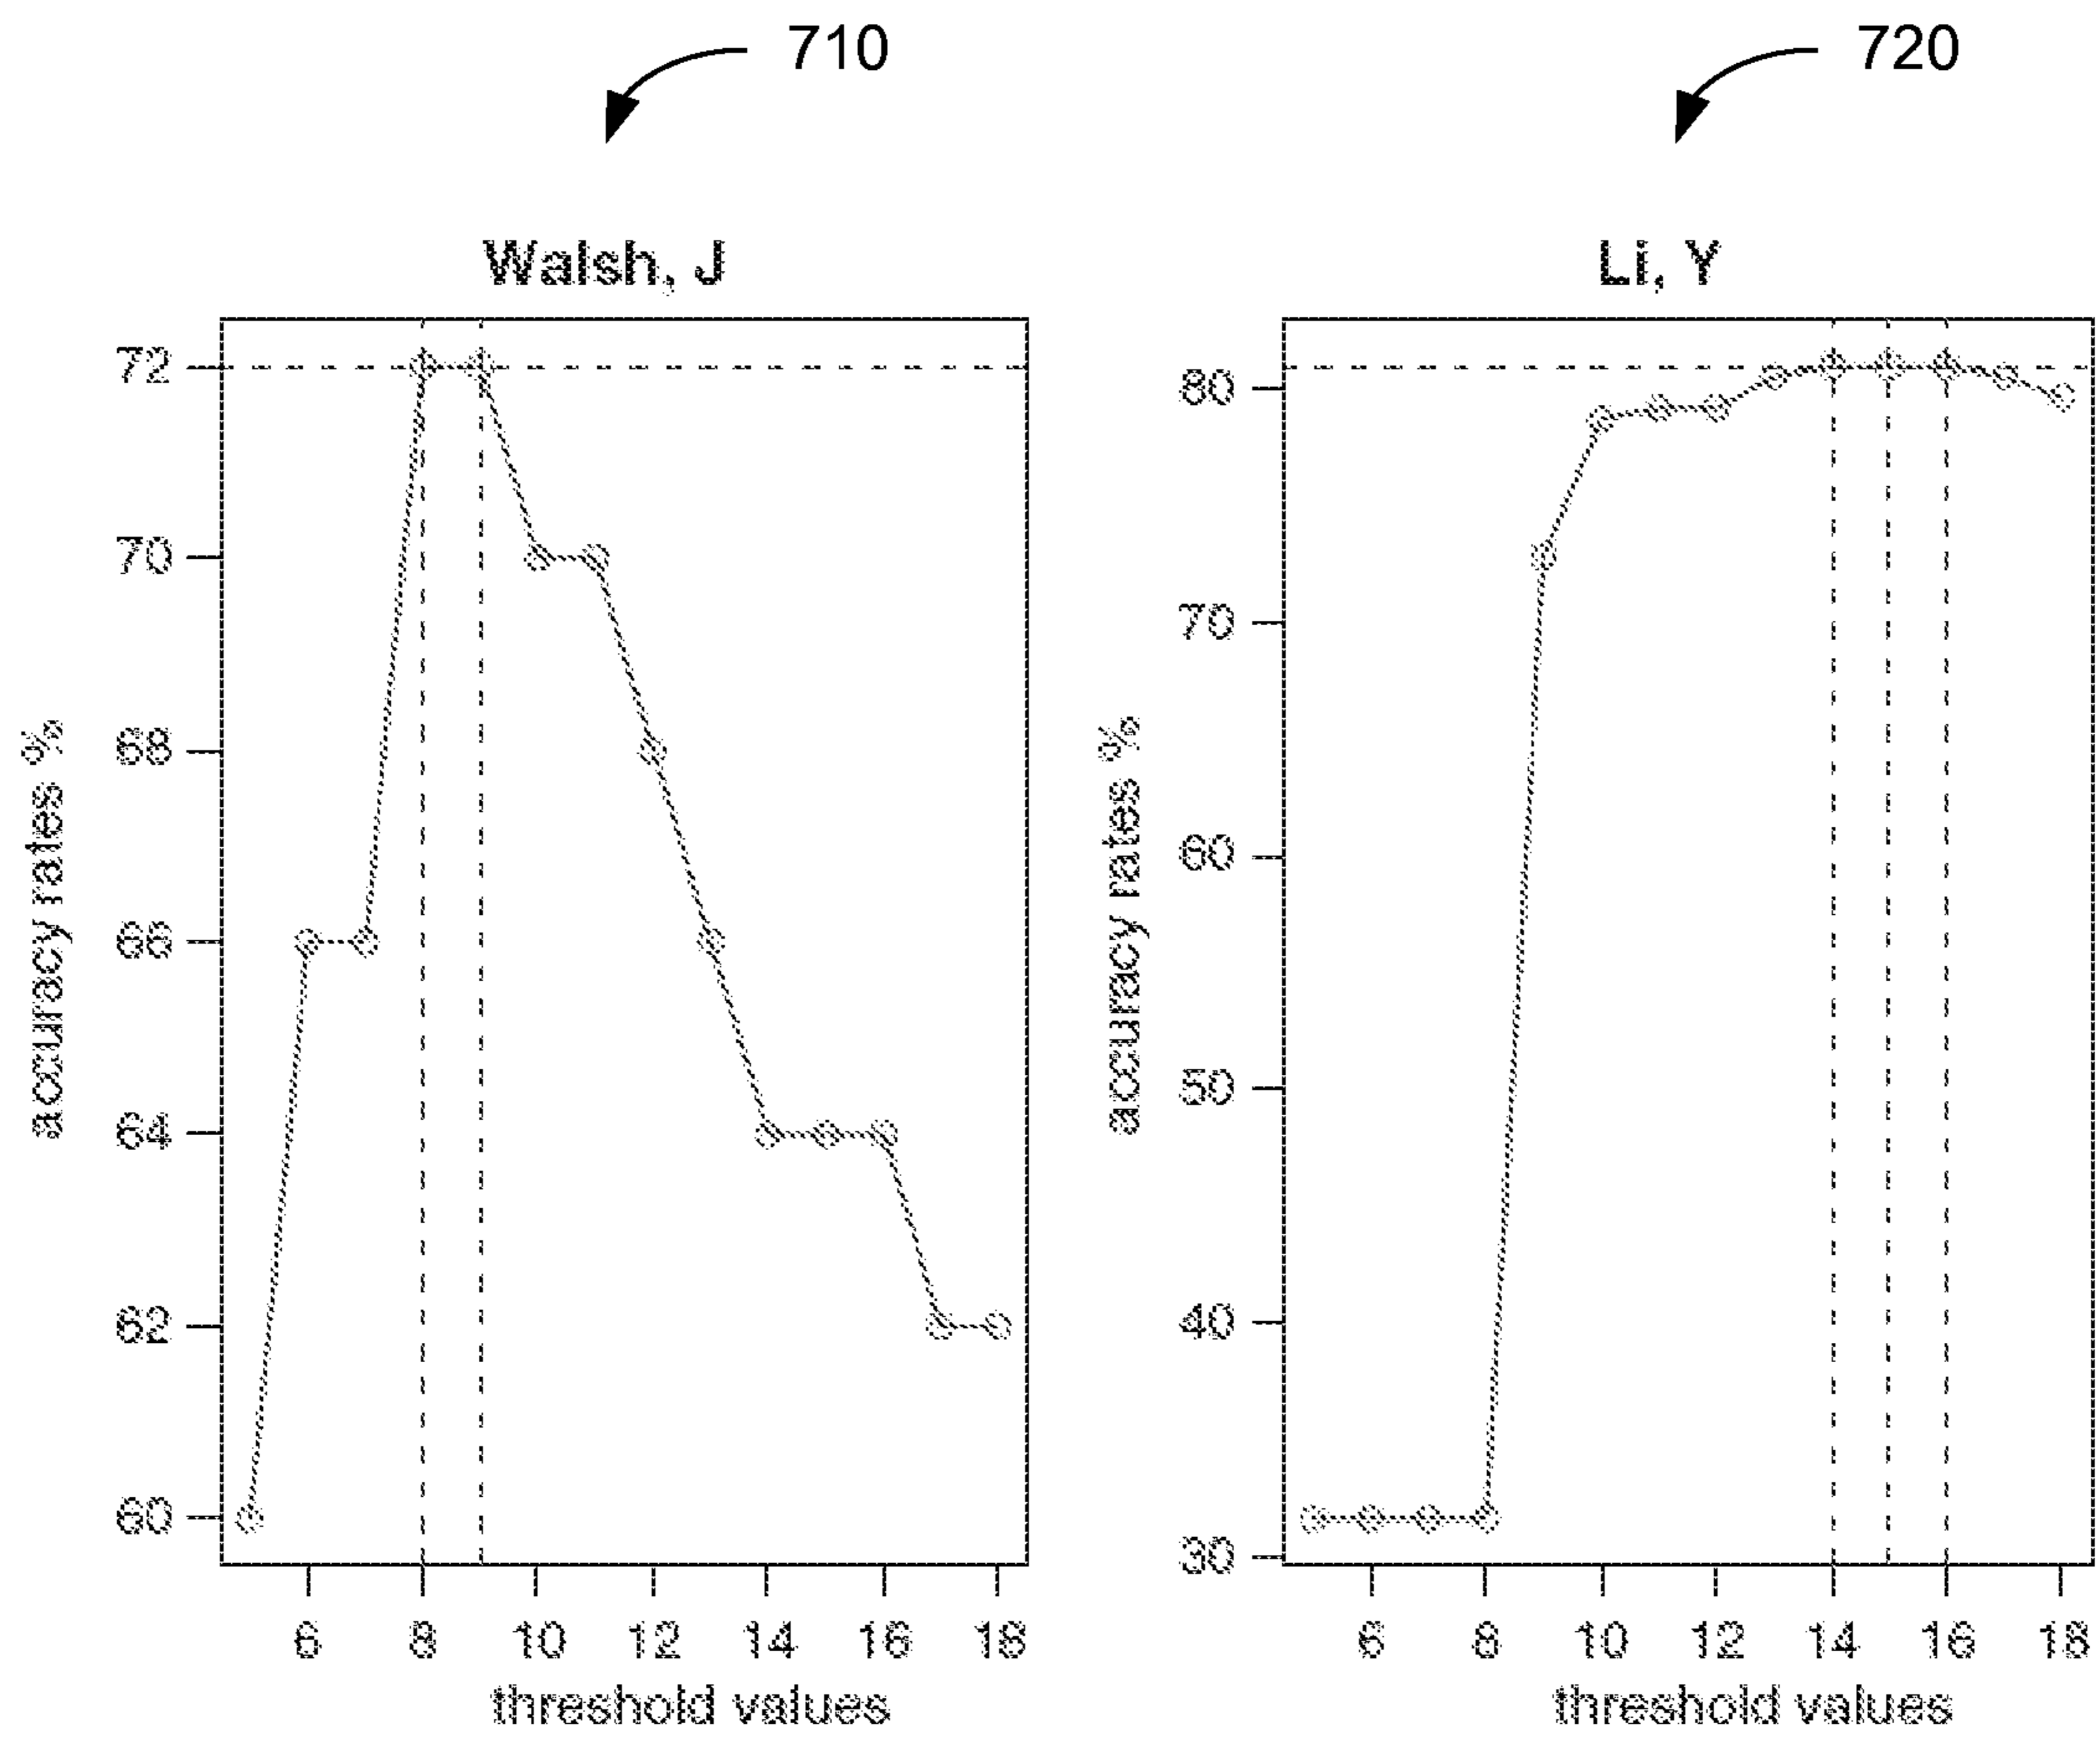 710
720
Walsh, J
Li, Y
accuracy rates %
72
70
68
66
64
62
60
6 8 10 12 14 16 18
threshold values
accuracy rates %
80
70
60
50
40
30
6 8 10 12 14 16 18
threshold values